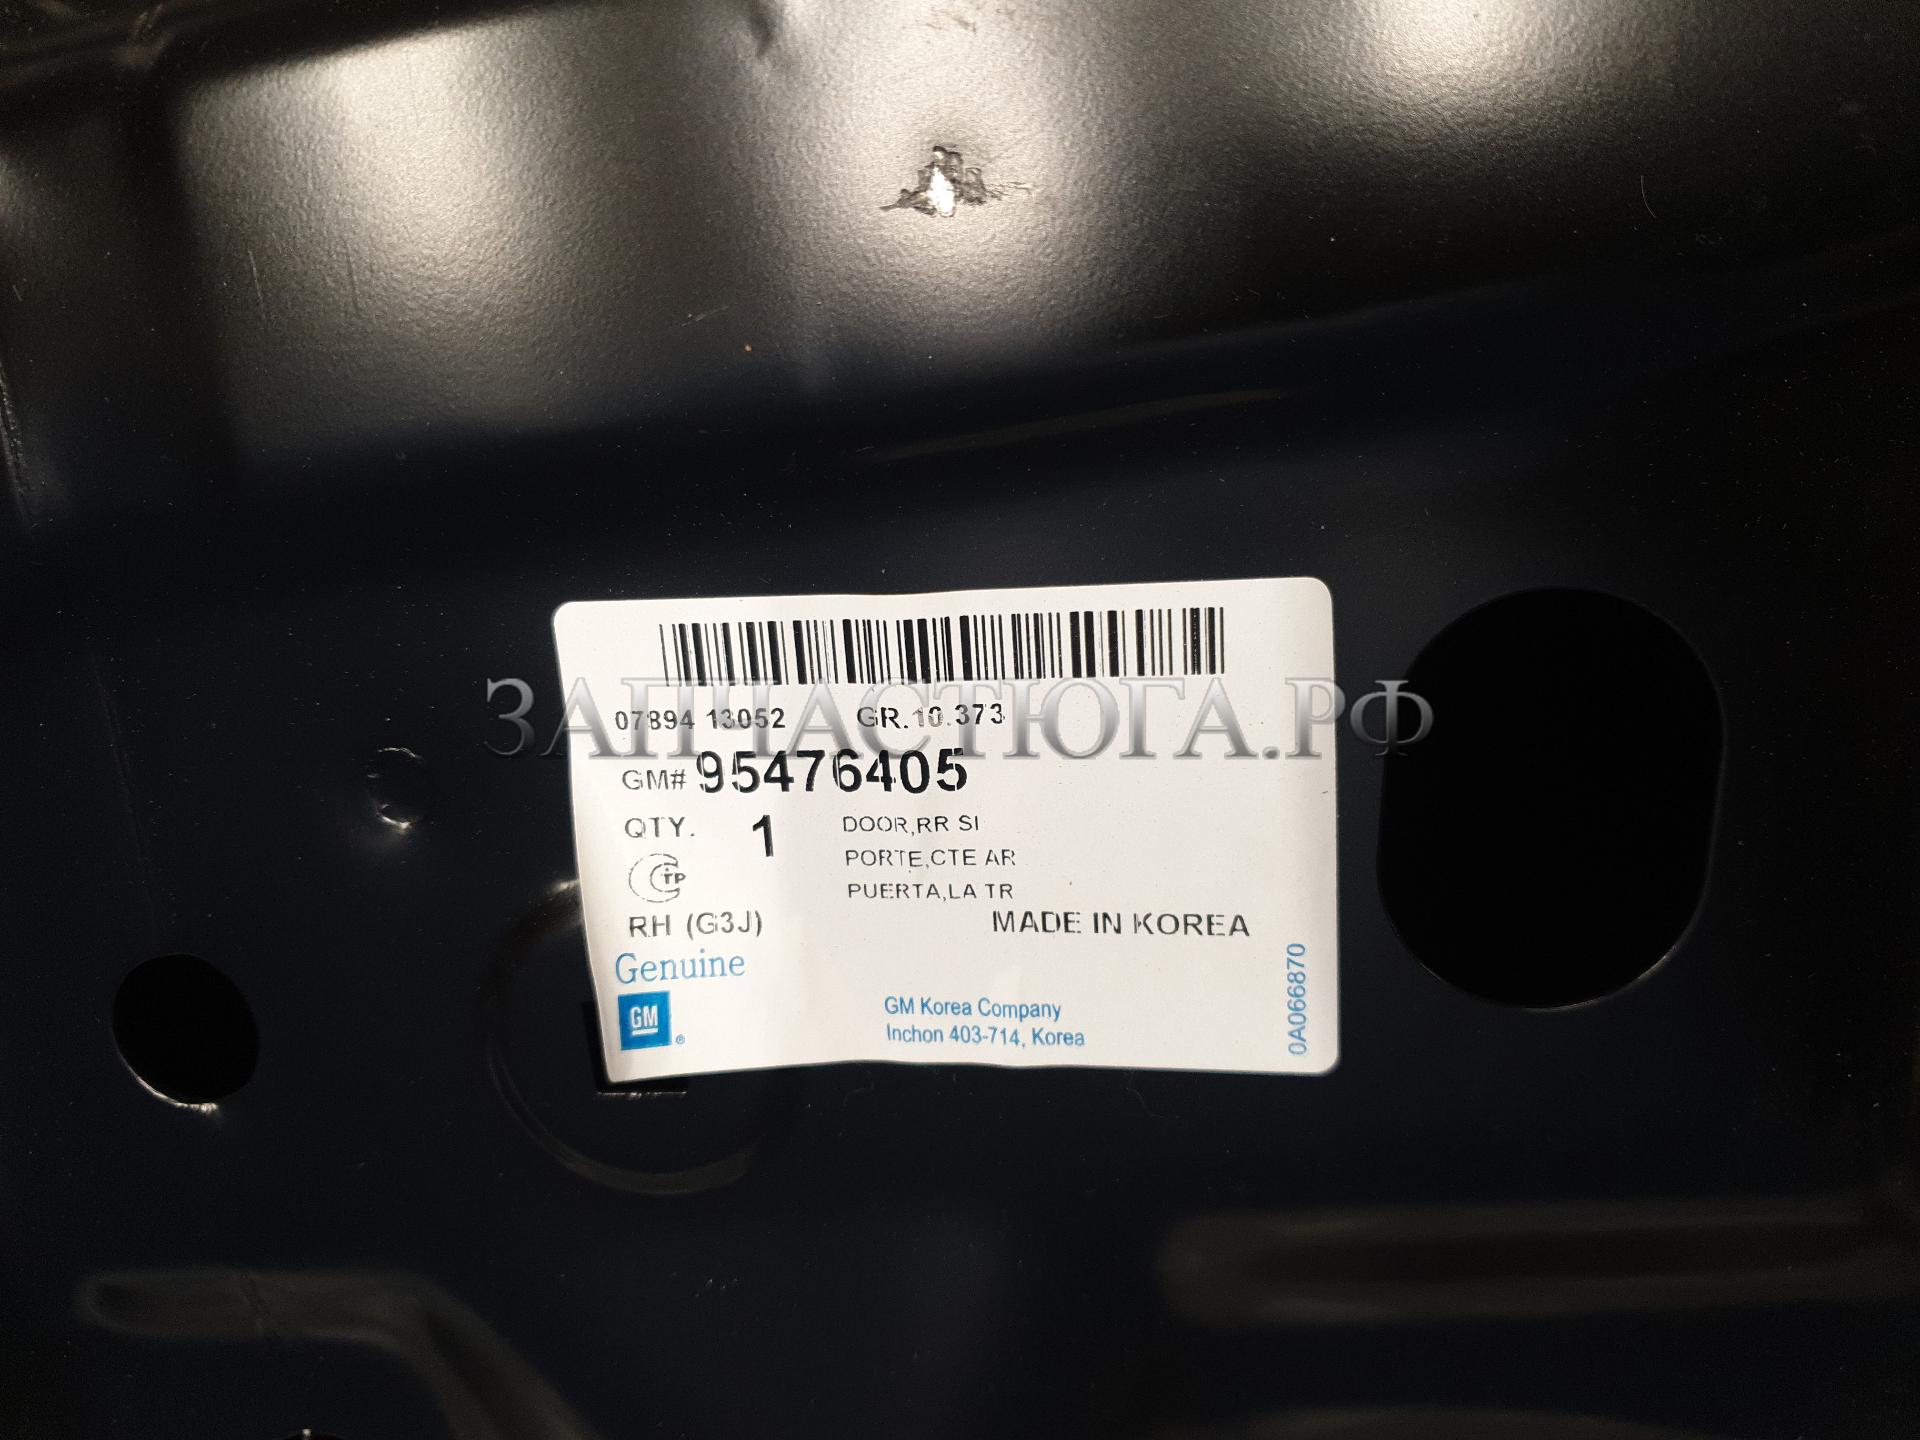 07894 13052 GR.10.373
ЗАПЧАСТЮГА.РФ
GM# 95476405
QTY. 1 DOOR,RR SI
PORTE,CTE AR
PUERTA,LA TR
RH (G3J) MADE IN KOREA
Genuine
GM ®
GM Korea Company
Inchon 403-714, Korea
0A066870